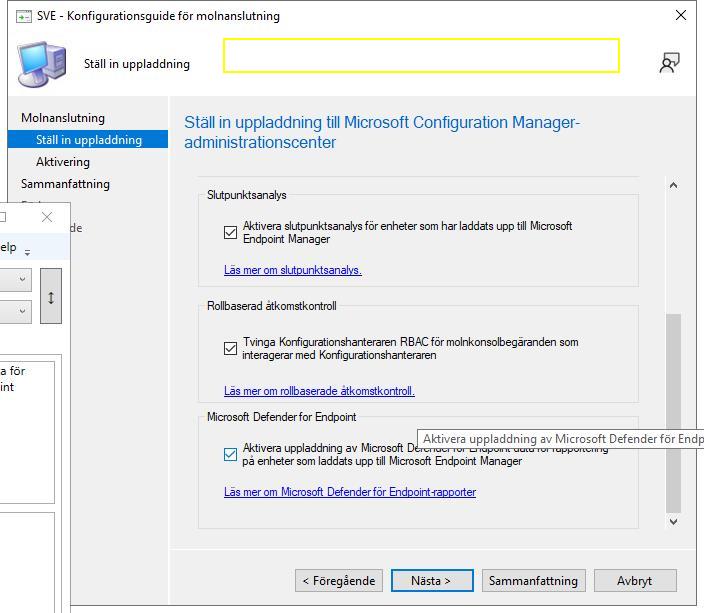 SVE - Konfigurationsguide för molnanslutning
Ställ in uppladdning
Molnanslutning
Ställ in uppladdning
Aktivering
Sammanfattning
de
elp
a för
int
Ställ in uppladdning till Microsoft Configuration Manager-
administrationscenter
Slutpunktsanalys
Aktivera slutpunktsanalys för enheter som har laddats upp till Microsoft
Endpoint Manager
Läs mer om slutpunktsanalys.
Rollbaserad åtkomstkontroll
Tvinga Konfigurationshanteraren RBAC för molnkonsolbegäranden som
interagerar med Konfigurationshanteraren
Läs mer om rollbaserade åtkomstkontroll.
Microsoft Defender for Endpoint
Aktivera uppladdning av Microsoft Defender för Endp
Aktivera uppladdning av Microsoft Defender for Endpoint data för rapportering
på enheter som laddats upp till Microsoft Endpoint Manager
Läs mer om Microsoft Defender för Endpoint-rapporter
< Föregående
Nästa >
Sammanfattning
Avbryt